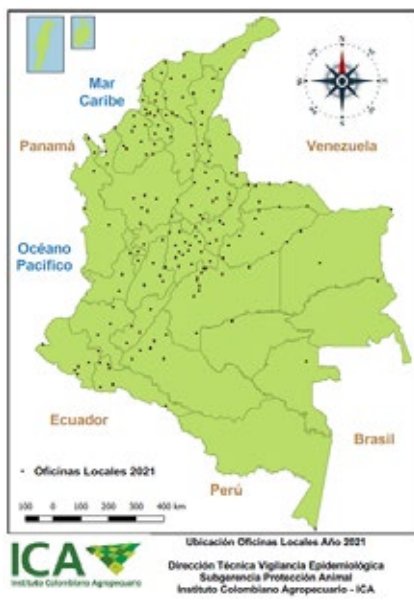 Mar
Caribe
Panamá
Venezuela
Océano
Pacifico
Ecuador
Brasil
Perú
• Oficinas Locales 2021
100 0 100 200 300 400 km
Ubicación Oficinas Locales Año 2021
ICA
Instituto Colombiano Agropecuario
Dirección Técnica Vigilancia Epidemiológica
Subgerencia Protección Animal
Instituto Colombiano Agropecuario - ICA